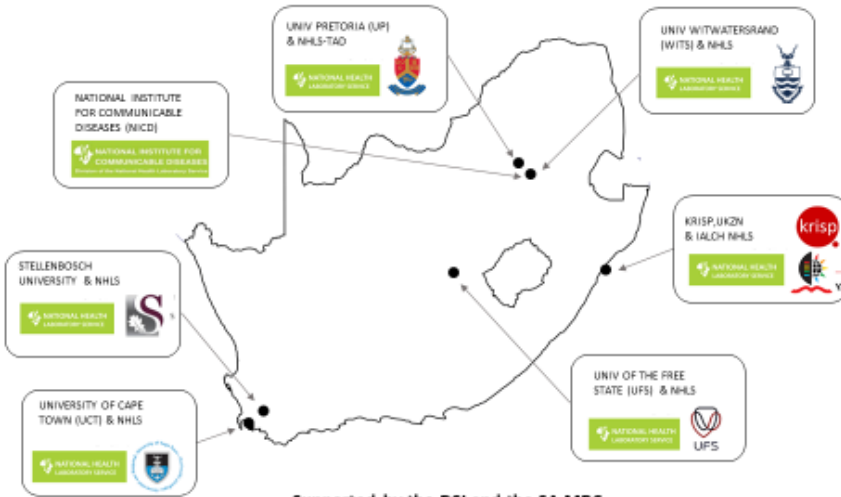 UNIV PRETORIA (UP)
& NHLS-TAD
NATIONAL HEALTH
LABORATORY SERVICE
UNIV WITWATERSRAND
(WITS) & NHLS
NATIONAL HEALTH
LABORATORY SERVICE
NATIONAL INSTITUTE
FOR COMMUNICABLE
DISEASES (NICD)
NATIONAL INSTITUTE FOR
COMMUNICABLE DISEASES
Division of the National Health Laboratory Service
KRISP,UKZN
& IALCH NHLS
krisp
NATIONAL HEALTH
LABORATORY SERVICE
STELLENBOSCH
UNIVERSITY & NHLS
NATIONAL HEALTH
LABORATORY SERVICE
S
UNIV OF THE FREE
STATE (UFS) & NHLS
NATIONAL HEALTH
LABORATORY SERVICE
UFS
UNIVERSITY OF CAPE
TOWN (UCT) & NHLS
NATIONAL HEALTH
LABORATORY SERVICE